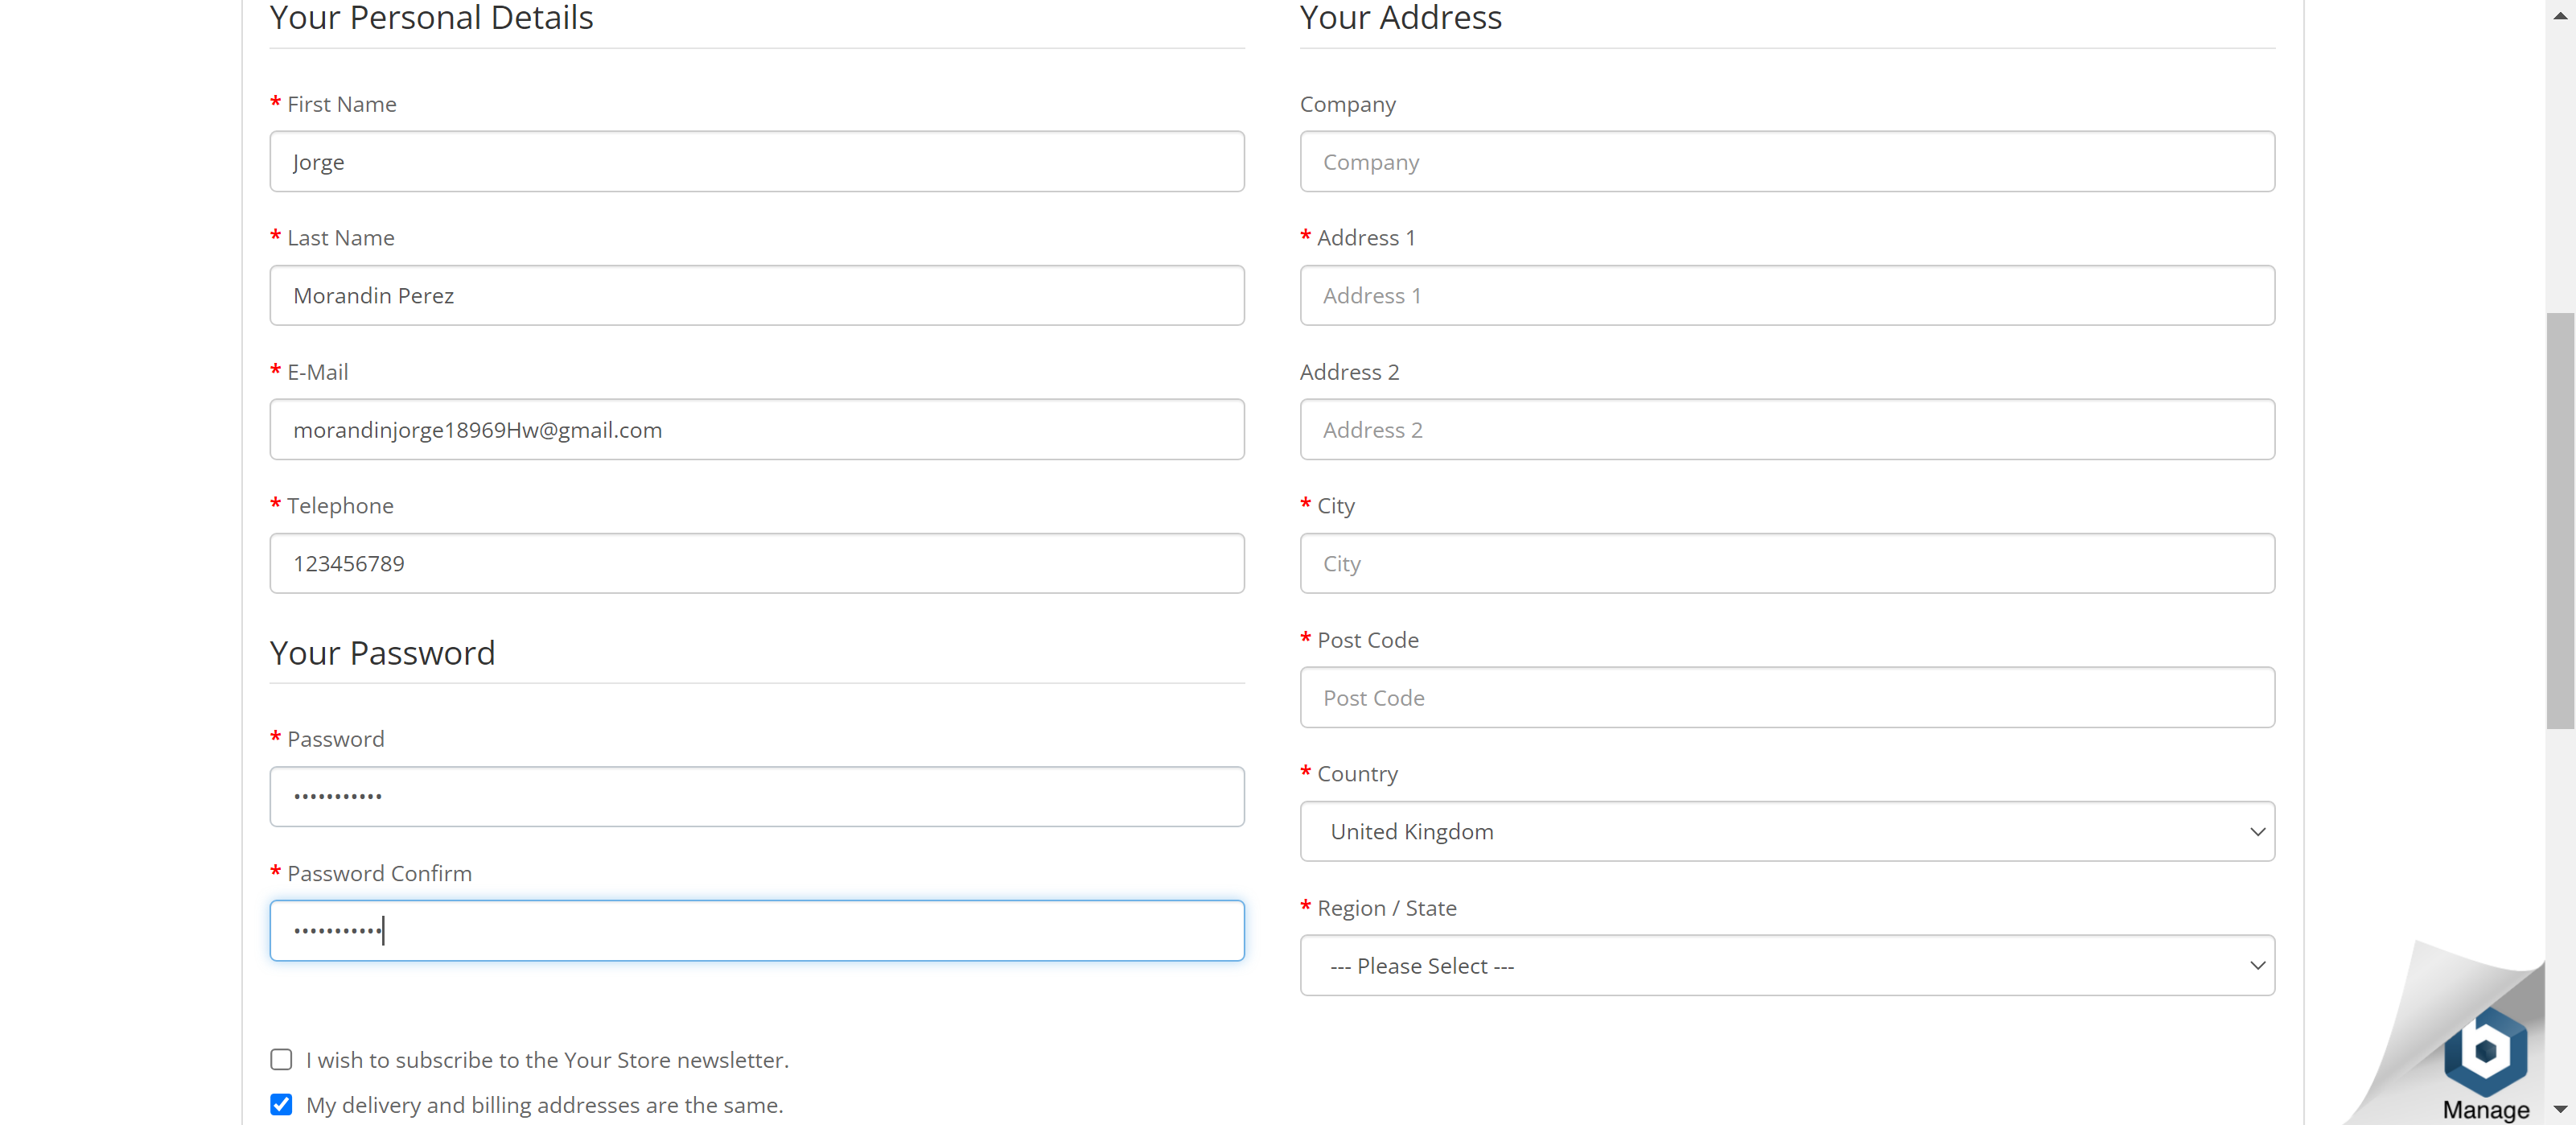 Your Personal Details
* First Name
Jorge
* Last Name
Morandin Perez
* E-Mail
morandinjorge18969Hw@gmail.com
* Telephone
123456789
Your Password
* Password
•••••••••••
* Password Confirm
•••••••••••
I wish to subscribe to the Your Store newsletter.
My delivery and billing addresses are the same.
Your Address
Company
Company
* Address 1
Address 1
Address 2
Address 2
* City
City
* Post Code
Post Code
* Country
United Kingdom
* Region / State
--- Please Select ---
b
Manage